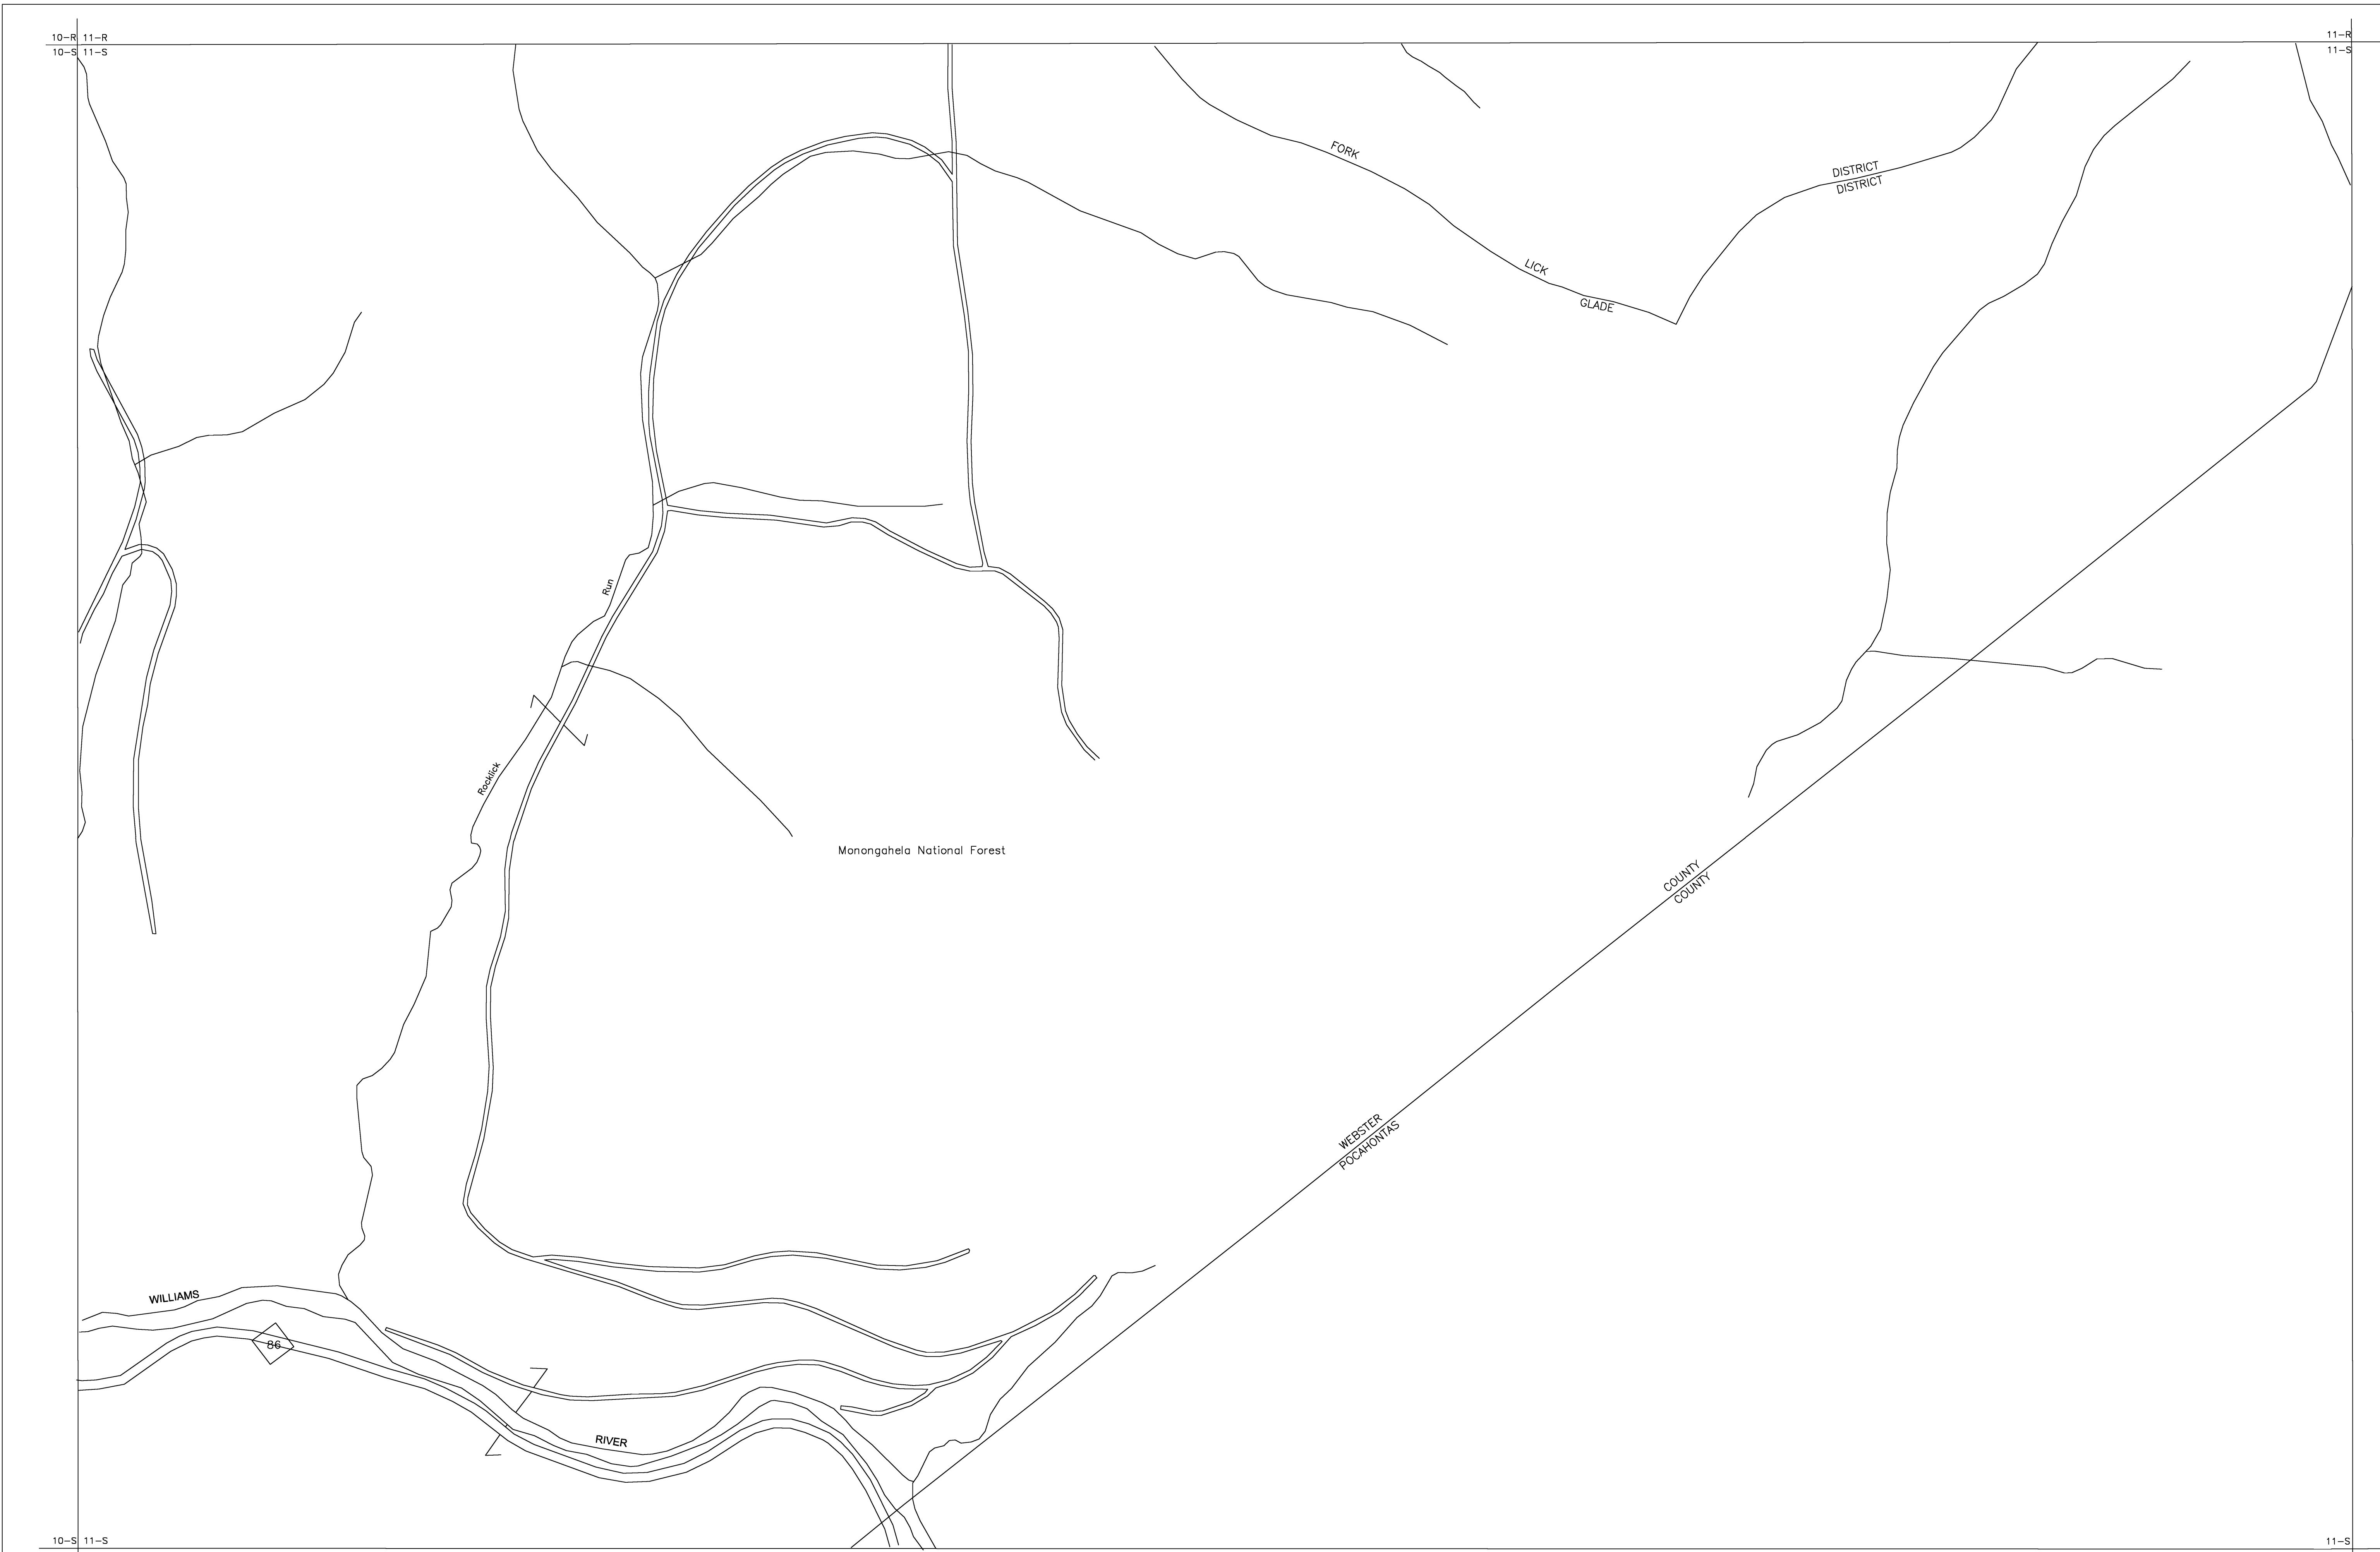 10-R 11-R
10-S 11-S
11-R
11-S
FORK
DISTRICT
DISTRICT
LICK
GLADE
Run
Rocklick
Monongahela National Forest
COUNTY
COUNTY
WEBSTER
POCAHONTAS
WILLIAMS
86
RIVER
10-S 11-S
11-S